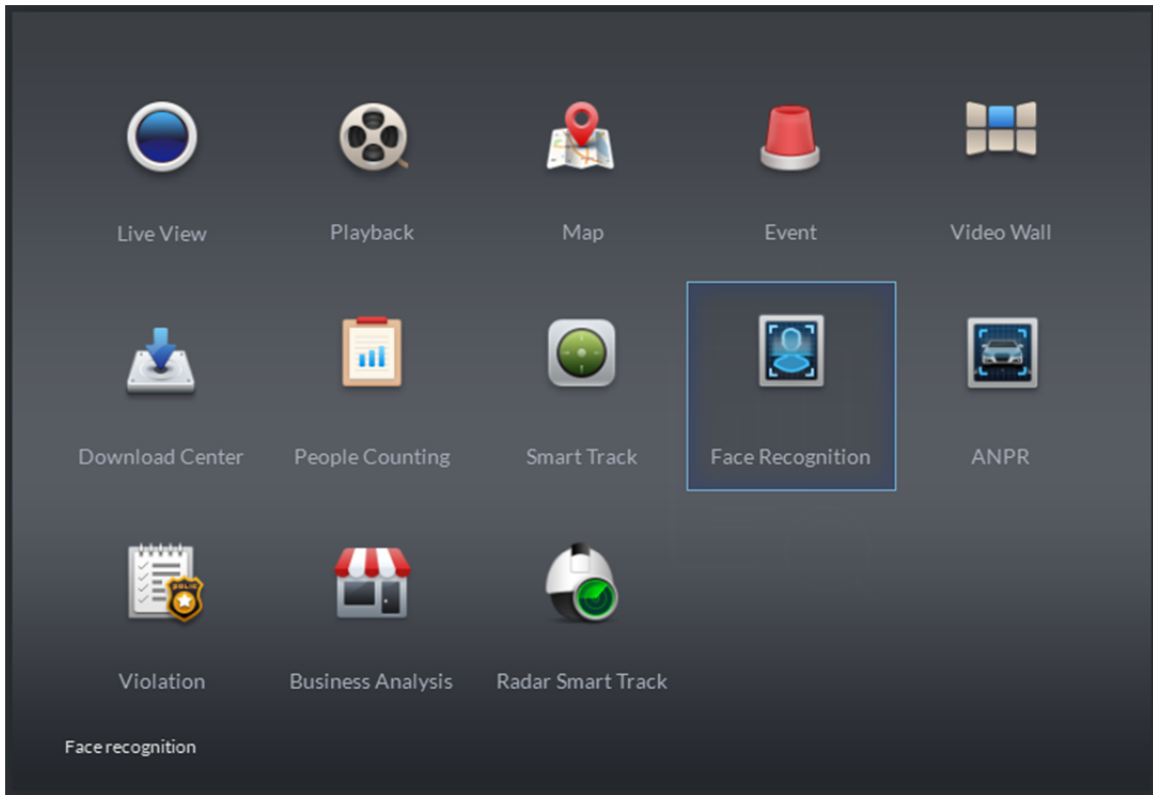 Live View
Playback
Map
Event
Video Wall
Download Center
People Counting
Smart Track
Face Recognition
ANPR
Violation
Business Analysis
Radar Smart Track
Face recognition